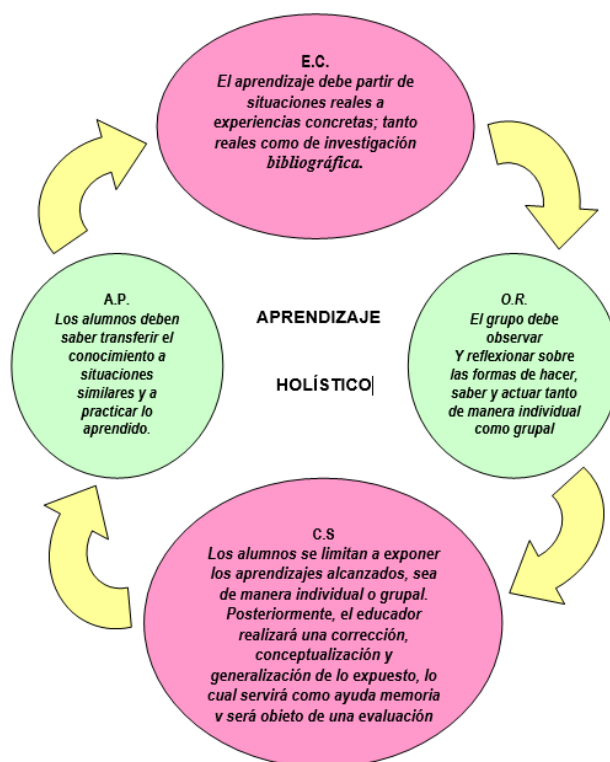 E.C.
El aprendizaje debe partir de
situaciones reales a
experiencias concretas; tanto
reales como de investigación
bibliográfica.
O.R.
El grupo debe
observar
Y reflexionar sobre
las formas de hacer,
saber y actuar tanto
de manera individual
como grupal
C.S
Los alumnos se limitan a exponer
los aprendizajes alcanzados, sea
de manera individual o grupal.
Posteriormente, el educador
realizará una corrección,
conceptualización y
generalización de lo expuesto, lo
cual servirá como ayuda memoria
y será objeto de una evaluación
A.P.
Los alumnos deben
saber transferir el
conocimiento a
situaciones
similares y a
practicar lo
aprendido.
APRENDIZAJE
HOLÍSTICO